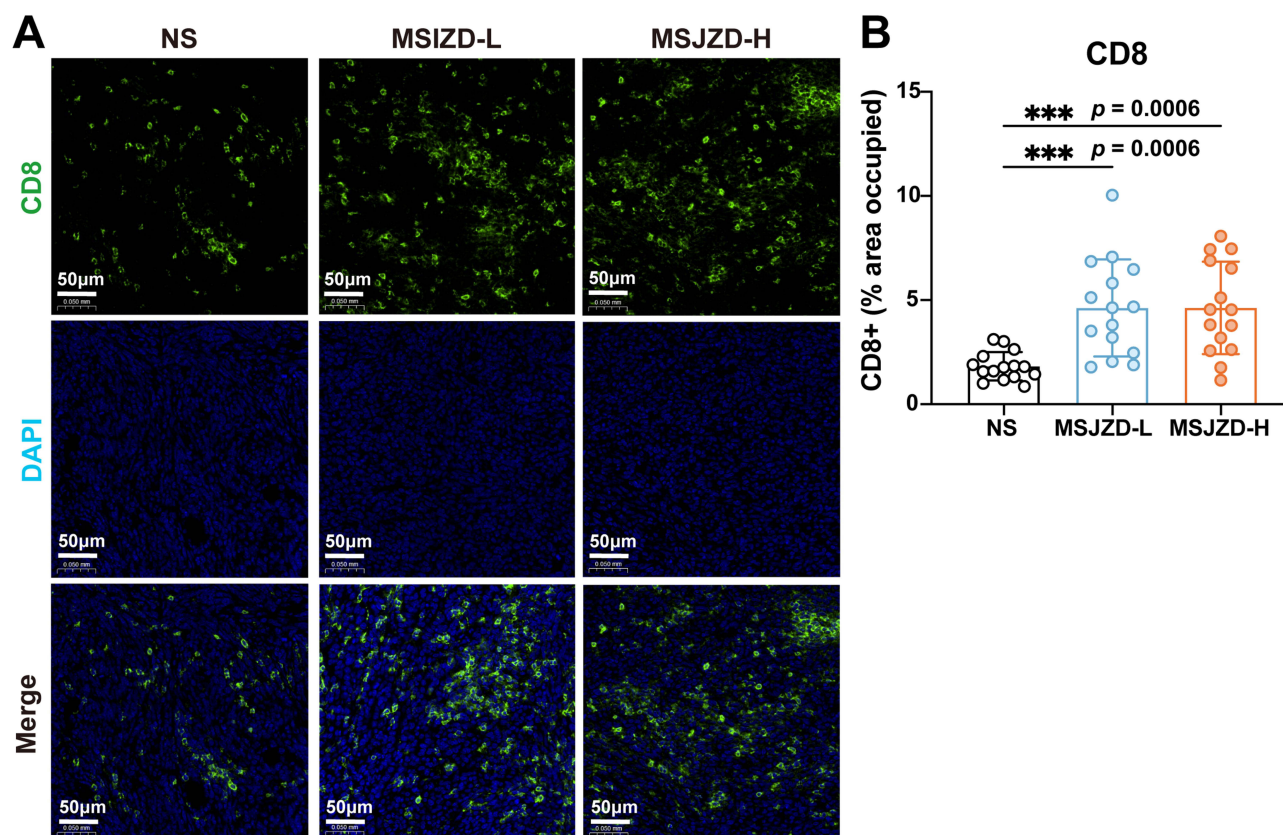 A
NS
MSIZD-L
MSJZD-H
CD8
50μm
0.050 mm
50μm
0.050 mm
50μm
0.050 mm
DAPI
50μm
0.050 mm
50μm
0.050 mm
50μm
0.050 mm
Merge
50μm
0.050 mm
50μm
0.050 mm
50μm
0.050 mm
B
CD8
*** p = 0.0006
*** p = 0.0006
CD8+ (% area occupied)
15
10
5
0
NS
MSJZD-L
MSJZD-H